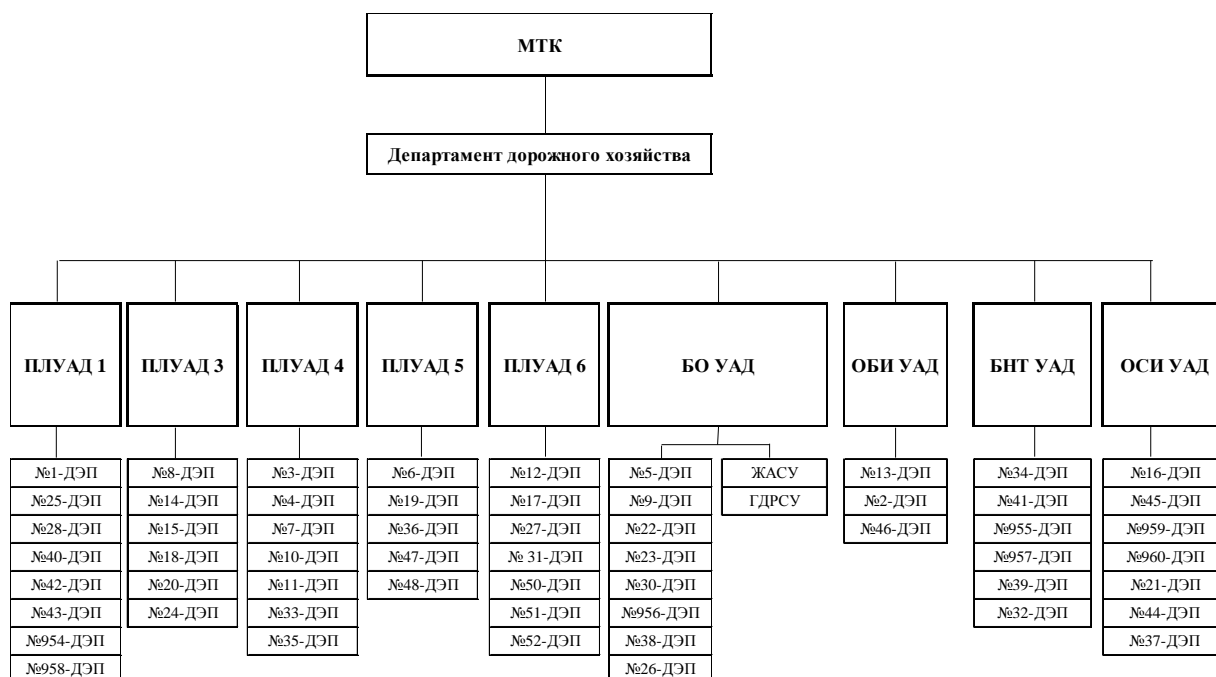 МТК
Департамент дорожного хозяйства
ПЛУАД 1
ПЛУАД 3
ПЛУАД 4
ПЛУАД 5
ПЛУАД 6
БО УАД
ОБИ УАД
БНТ УАД
ОСИ УАД
№1-ДЭП
№25-ДЭП
№28-ДЭП
№40-ДЭП
№42-ДЭП
№43-ДЭП
№954-ДЭП
№958-ДЭП
№8-ДЭП
№14-ДЭП
№15-ДЭП
№18-ДЭП
№20-ДЭП
№24-ДЭП
№3-ДЭП
№4-ДЭП
№7-ДЭП
№10-ДЭП
№11-ДЭП
№33-ДЭП
№35-ДЭП
№6-ДЭП
№19-ДЭП
№36-ДЭП
№47-ДЭП
№48-ДЭП
№12-ДЭП
№17-ДЭП
№27-ДЭП
№ 31-ДЭП
№50-ДЭП
№51-ДЭП
№52-ДЭП
№5-ДЭП
№9-ДЭП
№22-ДЭП
№23-ДЭП
№30-ДЭП
№956-ДЭП
№38-ДЭП
№26-ДЭП
ЖАСУ
ГДРСУ
№13-ДЭП
№2-ДЭП
№46-ДЭП
№34-ДЭП
№41-ДЭП
№955-ДЭП
№957-ДЭП
№39-ДЭП
№32-ДЭП
№16-ДЭП
№45-ДЭП
№959-ДЭП
№960-ДЭП
№21-ДЭП
№44-ДЭП
№37-ДЭП